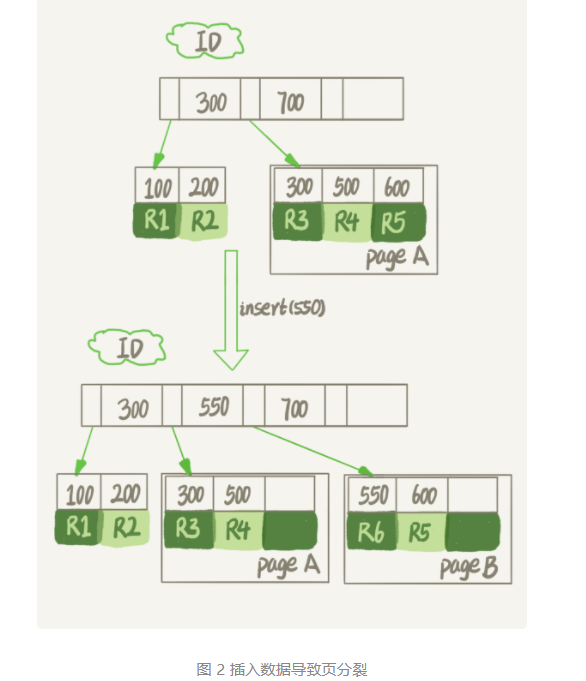 ID
300 700
100 200
R1 R2
300 500 600
R3 R4 R5
page A
insert(550)
ID
300 550 700
100 200
R1 R2
300 500
R3 R4
page A
550 600
R6 R5
page B
图 2 插入数据导致页分裂